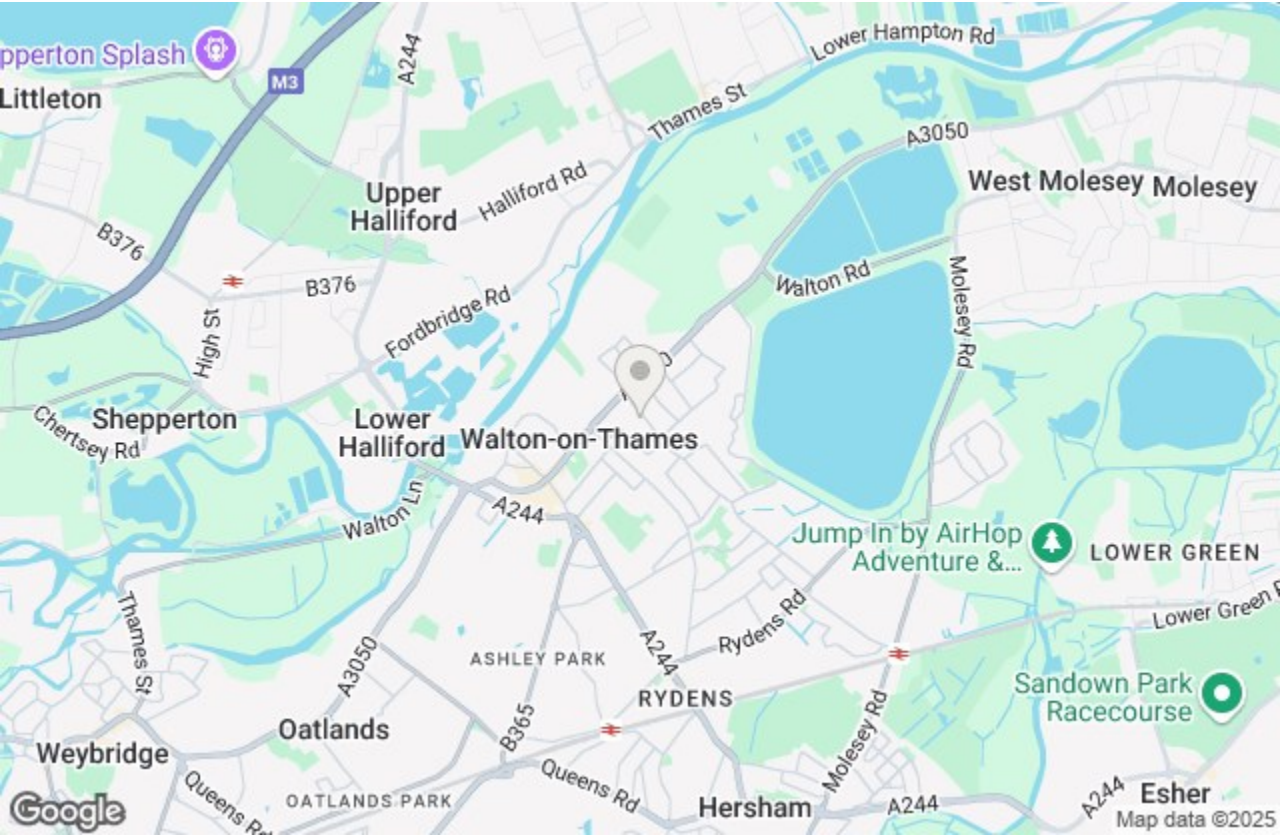 Lower Hampton Rd
pperton Splash
A244
M3
Littleton
Thames St
A3050
West Molesey
Molesey
Upper
Halliford
Halliford Rd
B376
Walton Rd
B376
Fordbridge Rd
Molesey Rd
High St
Shepperton
Chertsey Rd
Lower
Halliford
Walton-on-Thames
Walton Ln
A244
Jump In by AirHop
Adventure &...
LOWER GREEN
Thames St
Lower Green
Rydens Rd
A3050
ASHLEY PARK
A244
RYDENS
Sandown Park
Racecourse
Oatlands
B365
Weybridge
Molesey Rd
Queens Rd
Queens Rd
OATLANDS PARK
Hersham
A244
A244
Esher
Google
Map data ©2025